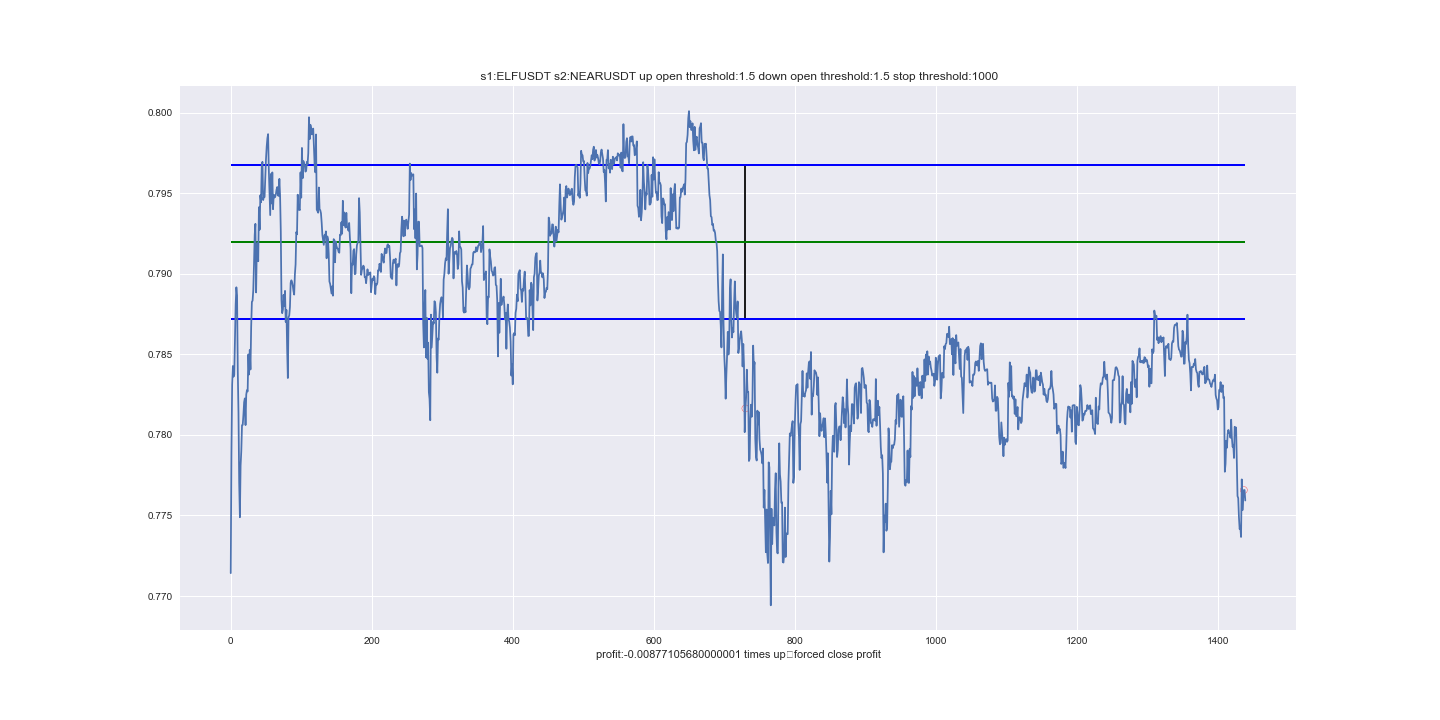 s1:ELFUSDT s2:NEARUSDT up open threshold:1.5 down open threshold:1.5 stop threshold:1000
0.800
0.795
0.790
0.785
0.780
0.775
0.770
0 200 400 600 800 1000 1200 1400
profit:-0.00877105680000001 times up□forced close profit